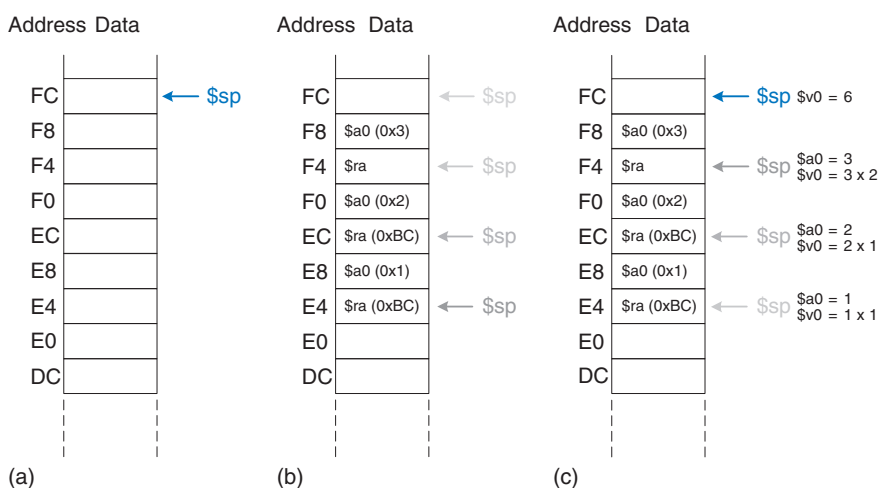 Address Data
FC
$sp
F8
F4
F0
EC
E8
E4
E0
DC
(a)
Address Data
FC
$sp
F8
$a0 (0x3)
F4
$ra
$sp
F0
$a0 (0x2)
EC
$ra (0xBC)
$sp
E8
$a0 (0x1)
E4
$ra (0xBC)
$sp
E0
DC
(b)
Address Data
FC
$sp $v0 = 6
F8
$a0 (0x3)
F4
$ra
$sp $a0 = 3
$v0 = 3 x 2
F0
$a0 (0x2)
EC
$ra (0xBC)
$sp $a0 = 2
$v0 = 2 x 1
E8
$a0 (0x1)
E4
$ra (0xBC)
$sp $a0 = 1
$v0 = 1 x 1
E0
DC
(c)